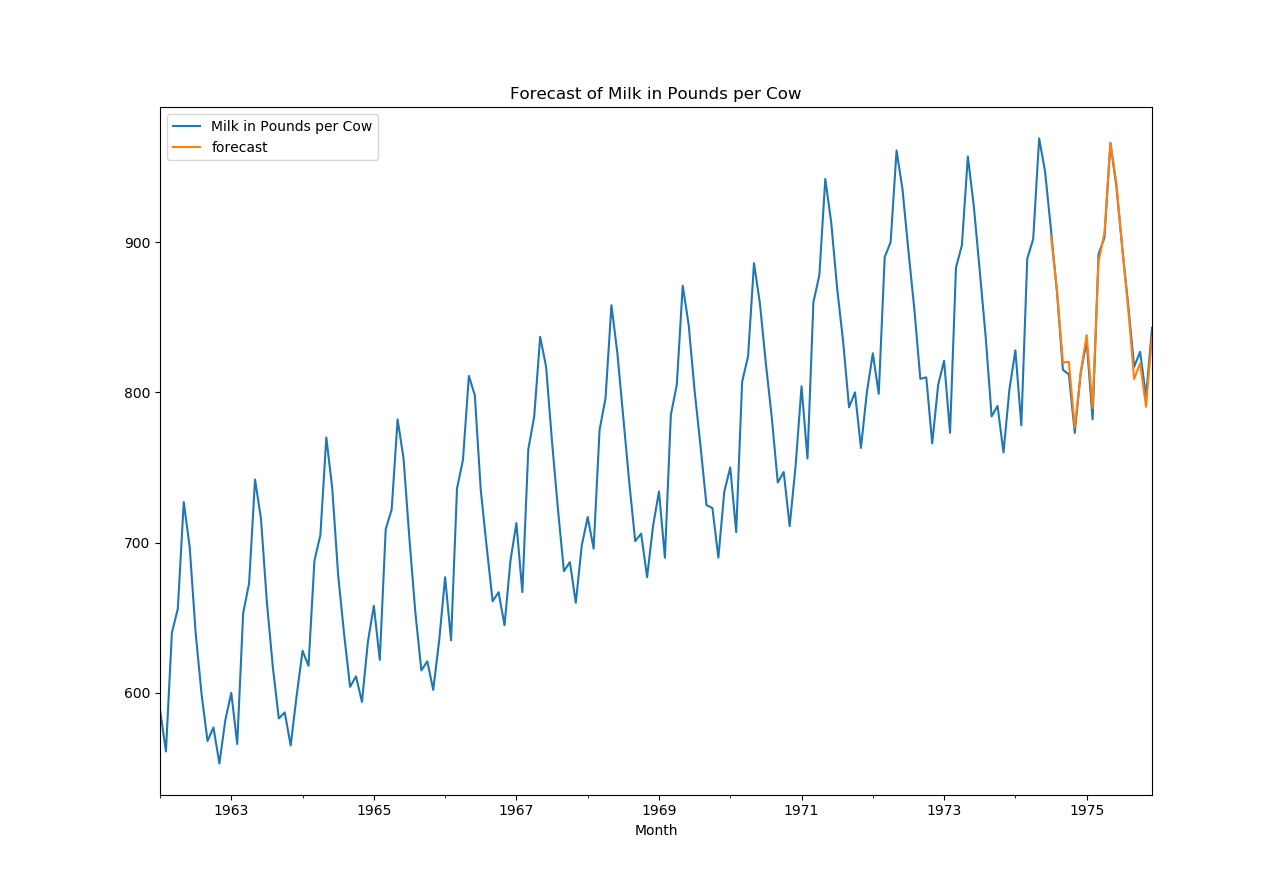 Forecast of Milk in Pounds per Cow
Milk in Pounds per Cow
forecast
900
800
700
600
1963 1965 1967 1969 1971 1973 1975
Month